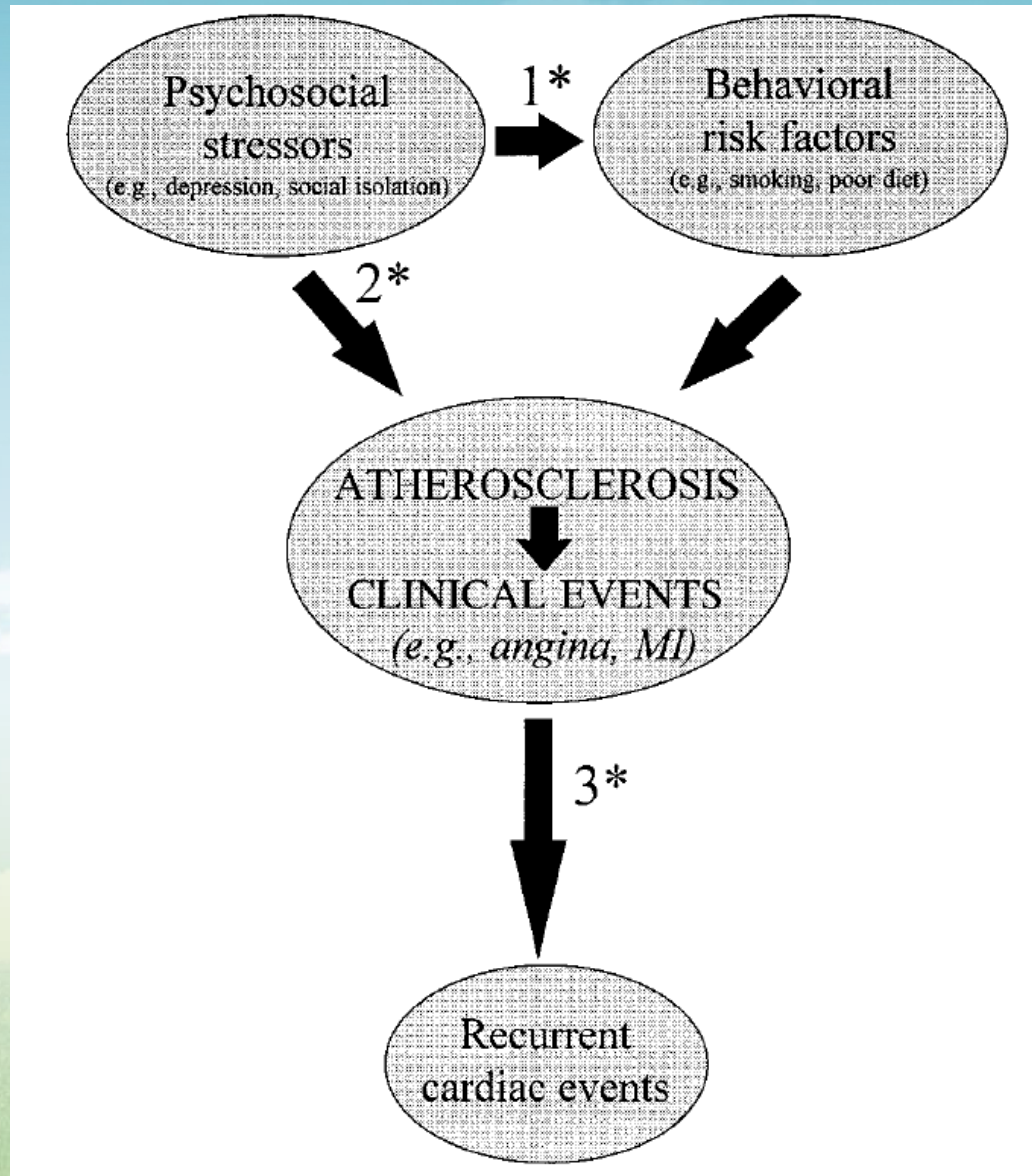 Psychosocial
stressors
(e.g., depression, social isolation)
1*
Behavioral
risk factors
(e.g., smoking, poor diet)
2*
ATHEROSCLEROSIS
CLINICAL EVENTS
(e.g., angina, MI)
3*
Recurrent
cardiac events